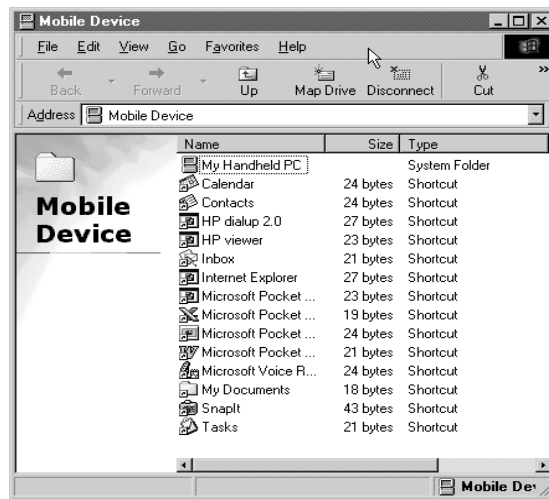 Mobile Device
File Edit View Go Favorites Help
Back Forward Up Map Drive Disconnect Cut »
Address Mobile Device
Name Size Type
My Handheld PC System Folder
Calendar 24 bytes Shortcut
Contacts 24 bytes Shortcut
HP dialup 2.0 27 bytes Shortcut
HP viewer 23 bytes Shortcut
Inbox 21 bytes Shortcut
Internet Explorer 27 bytes Shortcut
Microsoft Pocket ... 23 bytes Shortcut
Microsoft Pocket ... 19 bytes Shortcut
Microsoft Pocket ... 24 bytes Shortcut
Microsoft Pocket ... 21 bytes Shortcut
Microsoft Voice R... 24 bytes Shortcut
My Documents 18 bytes Shortcut
SnapIt 43 bytes Shortcut
Tasks 21 bytes Shortcut
Mobile
Device
Mobile De